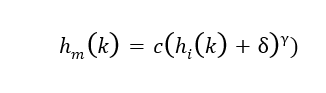 hₘ(k) = c(hᵢ(k) + δ)ᵞ)